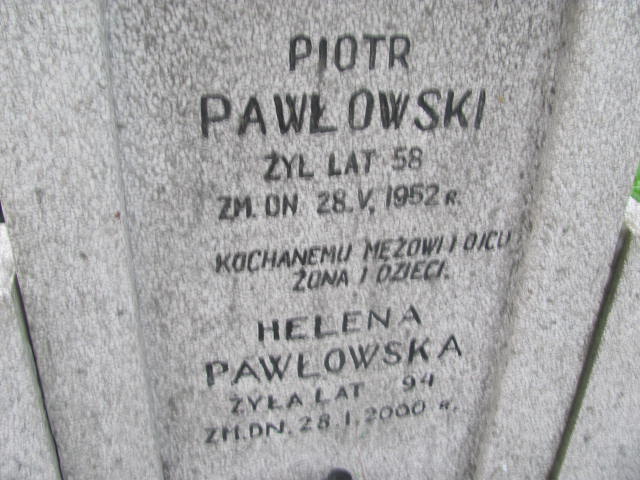 PIOTR
PAWŁOWSKI
ŻYŁ LAT 58
ZM. DN 28.V. 1952 R.
KOCHANEMU MĘŻOWI I OJCU
ŻONA I DZIECI.
HELENA
PAWŁOWSKA
ŻYŁA LAT 94
ZM. DN. 28.I.2000 R.